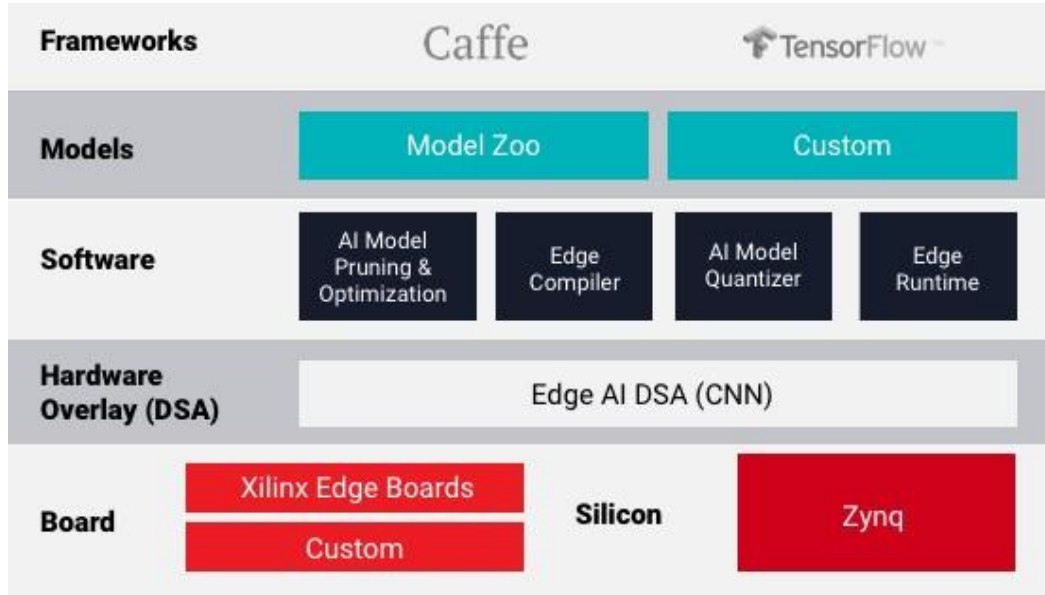 Frameworks
Caffe
TensorFlow™
Models
Model Zoo
Custom
Software
AI Model
Pruning &
Optimization
Edge
Compiler
AI Model
Quantizer
Edge
Runtime
Hardware
Overlay (DSA)
Edge AI DSA (CNN)
Board
Xilinx Edge Boards
Custom
Silicon
Zynq